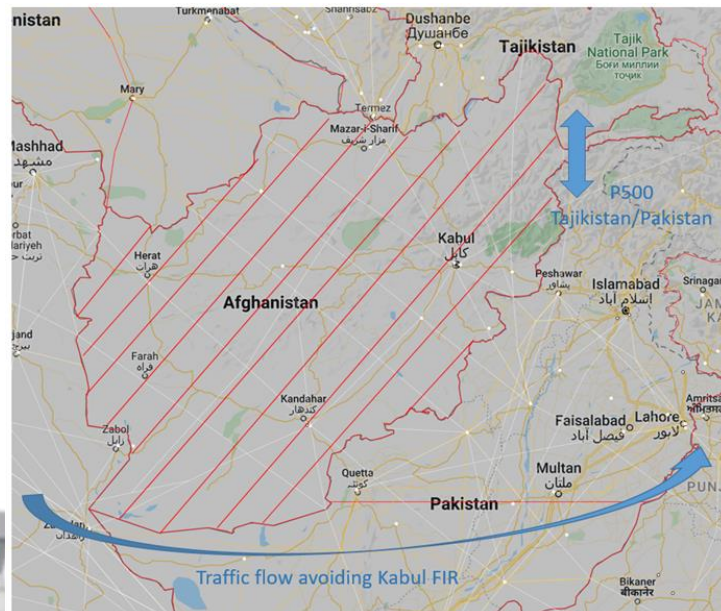 nistan
Turkmenabat
Shahrisabz
Dushanbe
Душанбе
Tajikistan
Tajik
National Park
Боғи миллии
тоҷик
Mary
Termez
Mazar-i-Sharif
مزار شریف
Mashhad
مشهد
P500
Tajikistan/Pakistan
Herat
هرات
Kabul
کابل
Peshawar
پشاور
Islamabad
اسلام آباد
Srinagar
Afghanistan
Farah
فراه
Kandahar
کندهار
Zabol
زابل
Faisalabad
فیصل آباد
Lahore
لاہور
Amritsa
Quetta
کوئٹہ
Multan
ملتان
Pakistan
PUNJ
زاهدان
Traffic flow avoiding Kabul FIR
Bikaner
बीकानेर